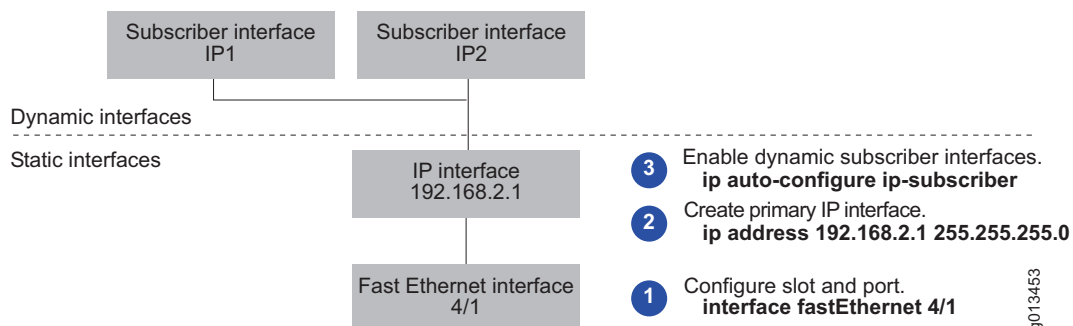 Subscriber interface
IP1
Subscriber interface
IP2
Dynamic interfaces
Static interfaces
IP interface
192.168.2.1
3
Enable dynamic subscriber interfaces.
ip auto-configure ip-subscriber
2
Create primary IP interface.
ip address 192.168.2.1 255.255.255.0
Fast Ethernet interface
4/1
1
Configure slot and port.
interface fastEthernet 4/1
g013453